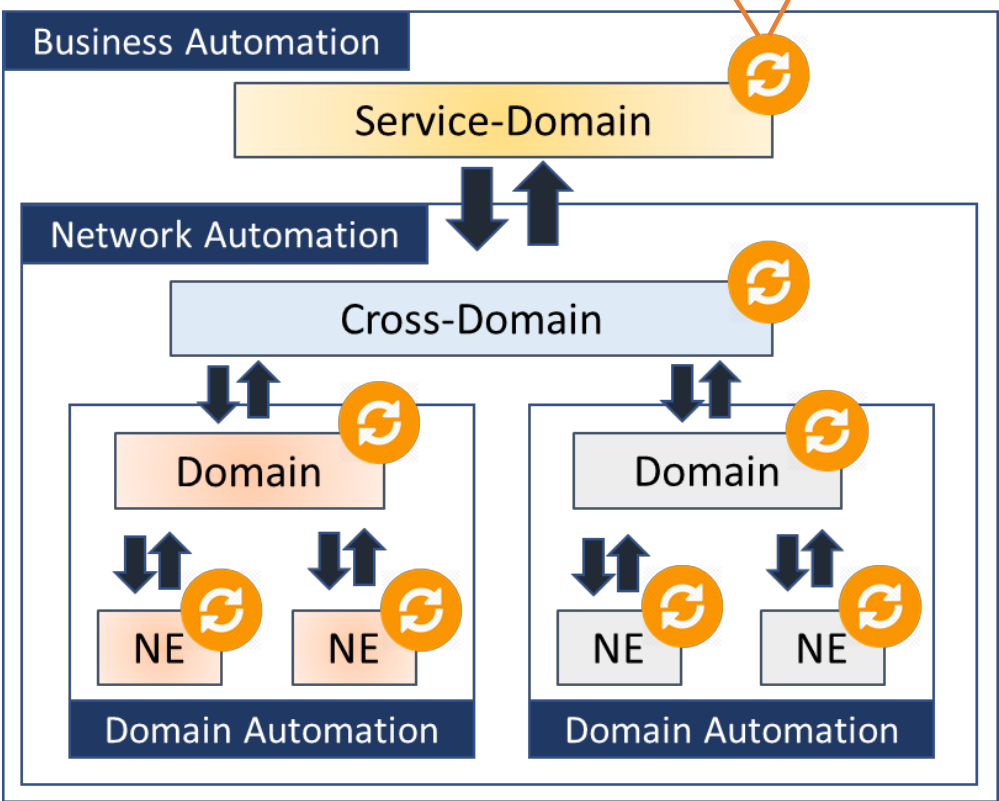 Business Automation
Service-Domain
Network Automation
Cross-Domain
Domain
Domain
NE
NE
NE
NE
Domain Automation
Domain Automation